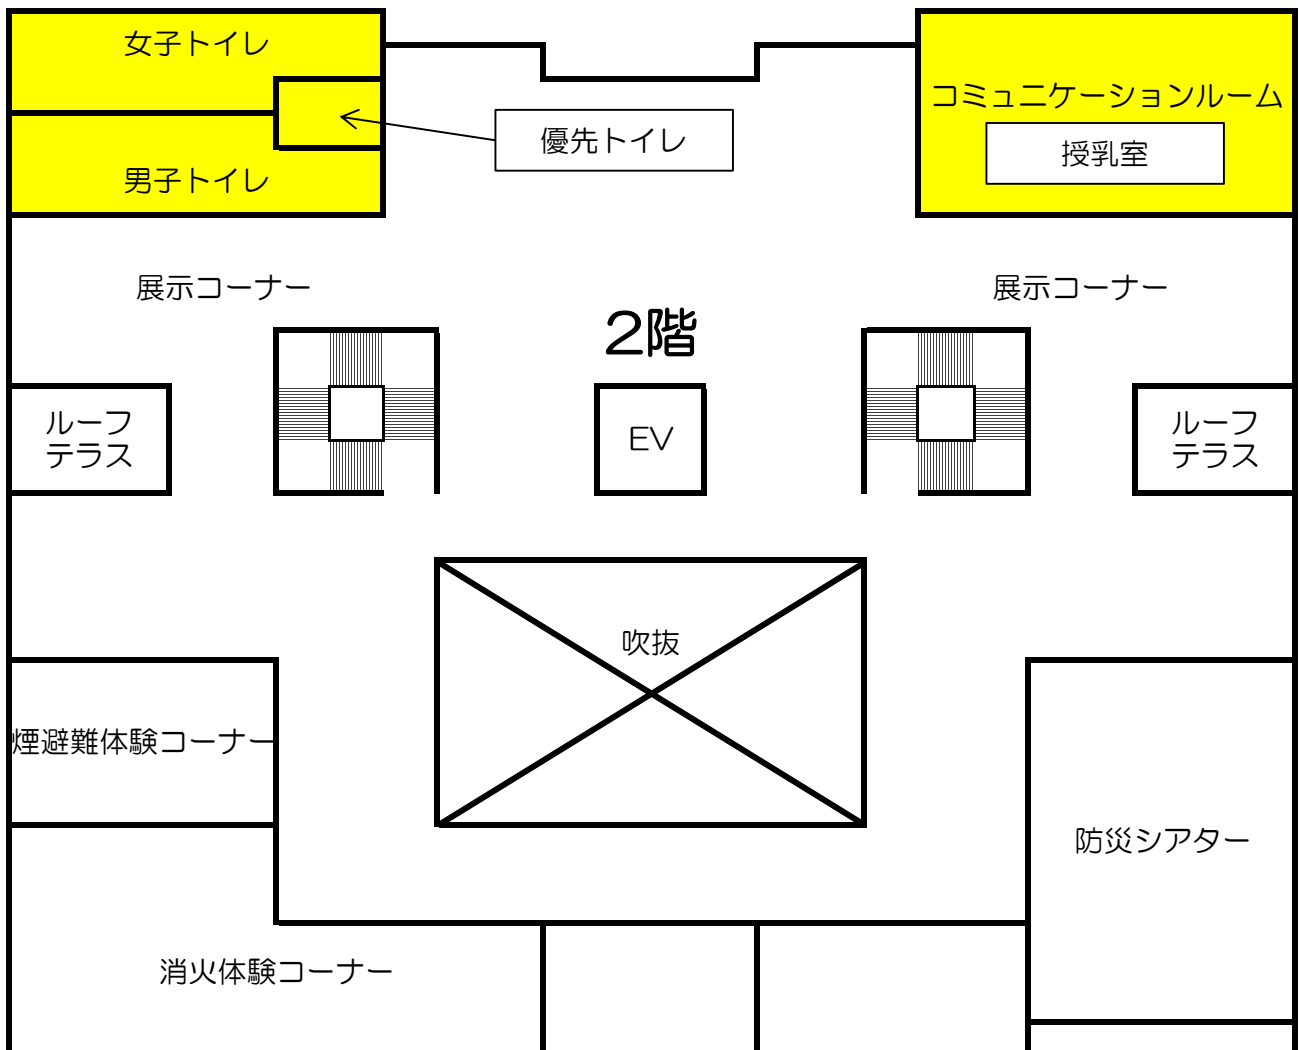 女子トイレ
コミュニケーションルーム
優先トイレ
授乳室
男子トイレ
展示コーナー
展示コーナー
2階
ルーフ
テラス
EV
ルーフ
テラス
吹抜
煙避難体験コーナー
防災シアター
消火体験コーナー